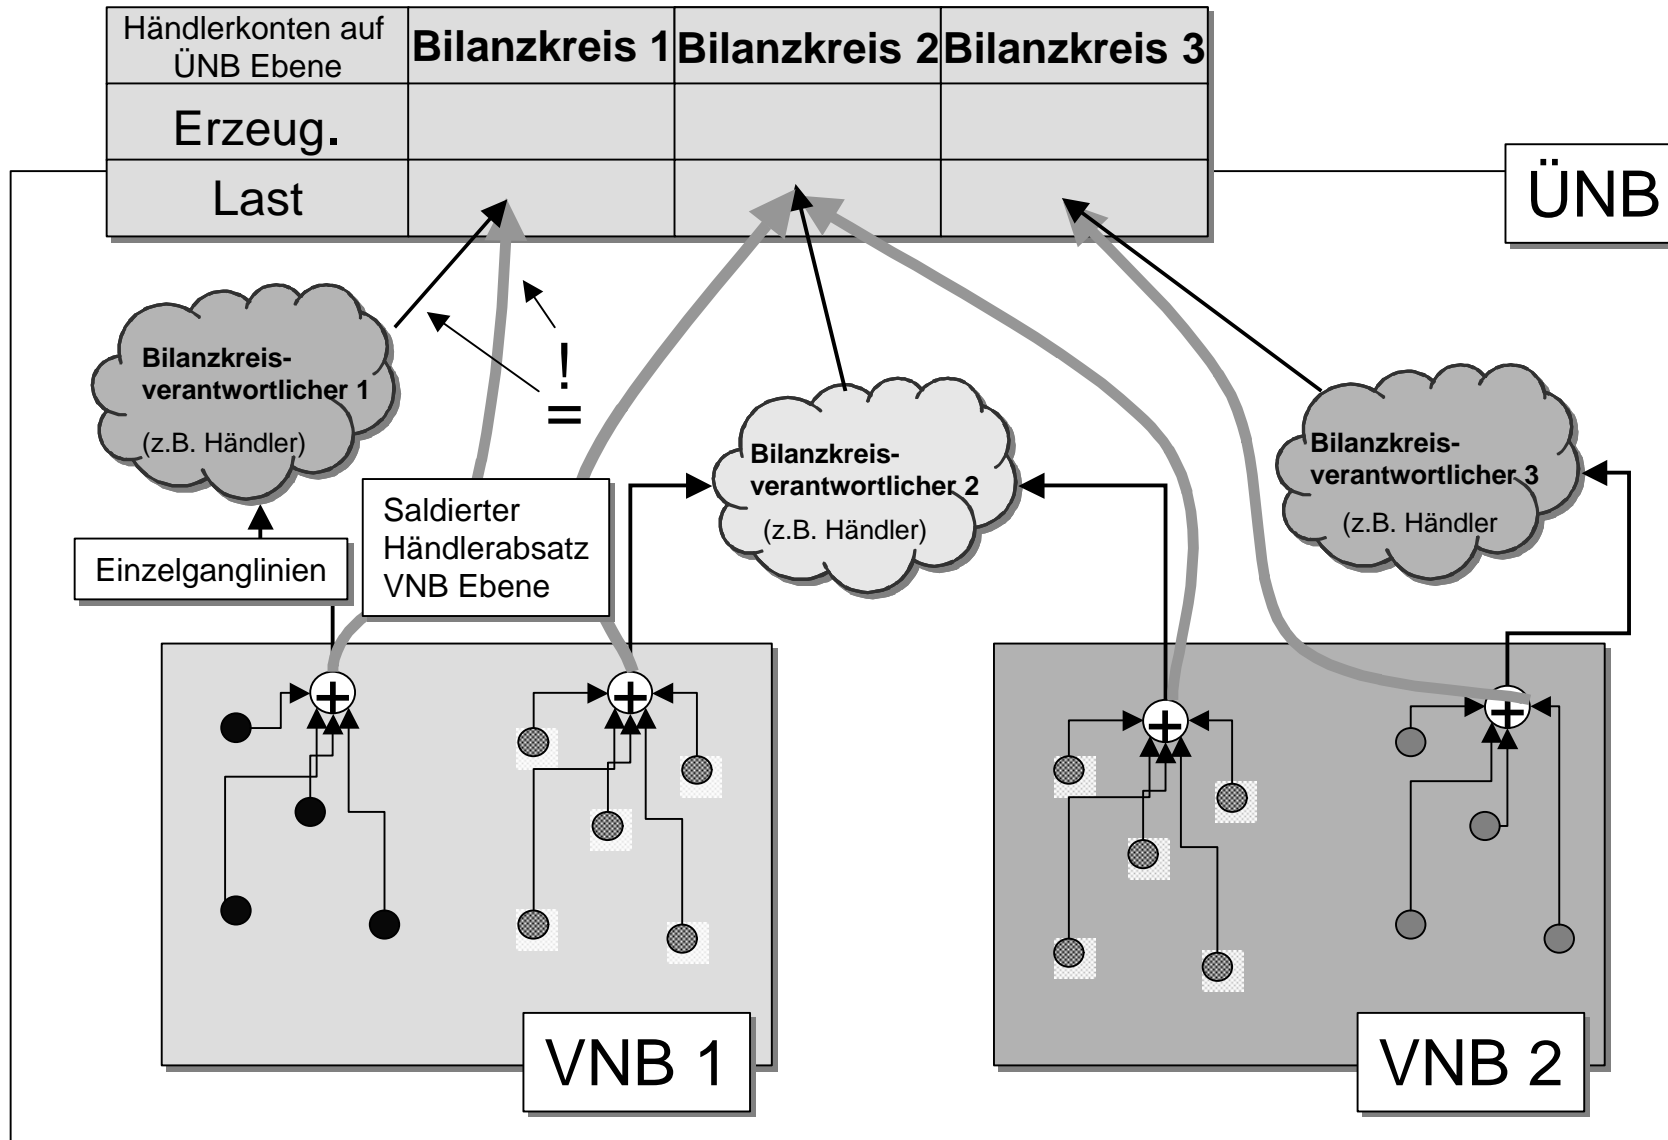 Händlerkonten auf
ÜNB Ebene
Bilanzkreis 1
Bilanzkreis 2
Bilanzkreis 3
Erzeug.
Last
ÜNB
Bilanzkreis-
verantwortlicher 1
(z.B. Händler)
!
=
Bilanzkreis-
verantwortlicher 2
(z.B. Händler)
Bilanzkreis-
verantwortlicher 3
(z.B. Händler
Saldierter
Händlerabsatz
VNB Ebene
Einzelganglinien
+
+
+
+
VNB 1
VNB 2